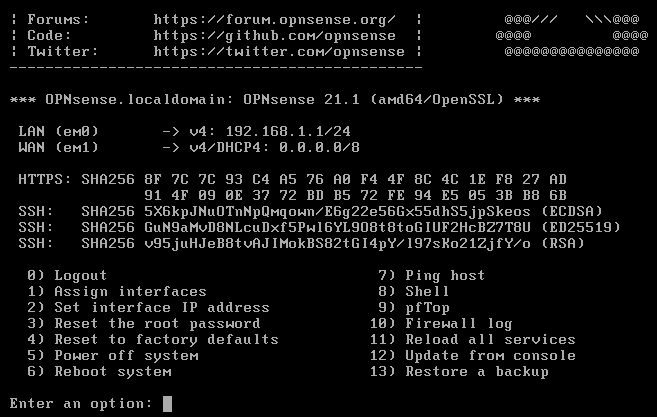 ¦ Forums:        https://forum.opnsense.org/  ¦         @@@///   \\\@@@
¦ Code:          https://github.com/opnsense  ¦        @@@@         @@@@
¦ Twitter:       https://twitter.com/opnsense ¦         @@@@@@@@@@@@@@@
----------------------------------------------
*** OPNsense.localdomain: OPNsense 21.1 (amd64/OpenSSL) ***
LAN (em0)       -> v4: 192.168.1.1/24
WAN (em1)       -> v4/DHCP4: 0.0.0.0/8
HTTPS: SHA256 8F 7C 7C 93 C4 A5 76 A0 F4 4F 8C 4C 1E F8 27 AD
91 4F 09 0E 37 72 BD B5 72 FE 94 E5 05 3B B8 6B
SSH:   SHA256 5X6kpJNuOTnNpQmqown/E6g22e56Gx55dhS5jpSkeos (ECDSA)
SSH:   SHA256 GuN9aMvD8NLcuDxf5Pwl6YL9O8t8toGIUF2HcBZ7T8U (ED25519)
SSH:   SHA256 v95juHJeB8tvAJIMokBS82tGI4pY/l97sKo21ZjfY/o (RSA)
0) Logout                              7) Ping host
1) Assign interfaces                   8) Shell
2) Set interface IP address            9) pfTop
3) Reset the root password            10) Firewall log
4) Reset to factory defaults          11) Reload all services
5) Power off system                   12) Update from console
6) Reboot system                      13) Restore a backup
Enter an option: